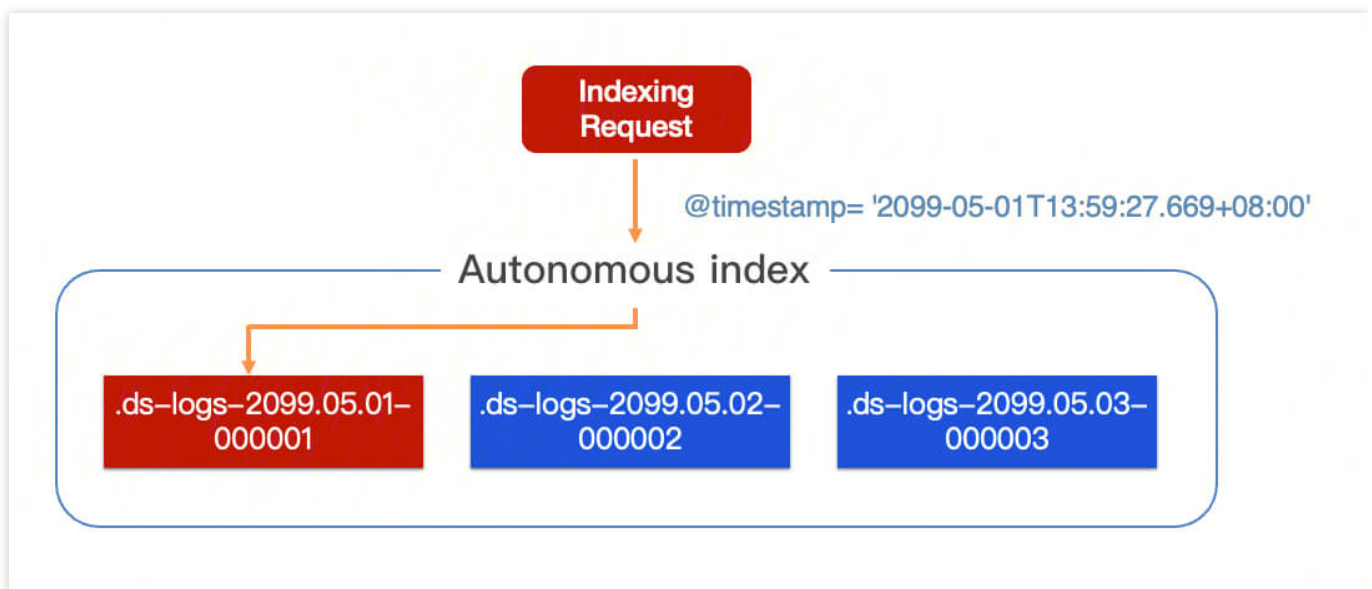 Indexing
Request
@timestamp= '2099-05-01T13:59:27.669+08:00'
Autonomous index
.ds-logs-2099.05.01-
000001
.ds-logs-2099.05.02-
000002
.ds-logs-2099.05.03-
000003